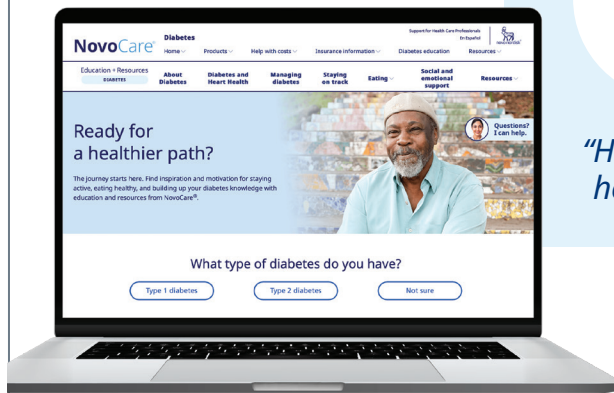 Support for Health Care Professionals
En Español
NovoCare®
Diabetes
Home
Products
Help with costs
Insurance information
Diabetes education
Resources
novo nordisk®
Education + Resources
DIABETES
About
Diabetes
Diabetes and
Heart Health
Managing
diabetes
Staying
on track
Eating
Social and
emotional
support
Resources
Ready for
a healthier path?
The journey starts here. Find inspiration and motivation for staying
active, eating healthy, and building up your diabetes knowledge with
education and resources from NovoCare®.
Questions?
I can help.
What type of diabetes do you have?
Type 1 diabetes
Type 2 diabetes
Not sure